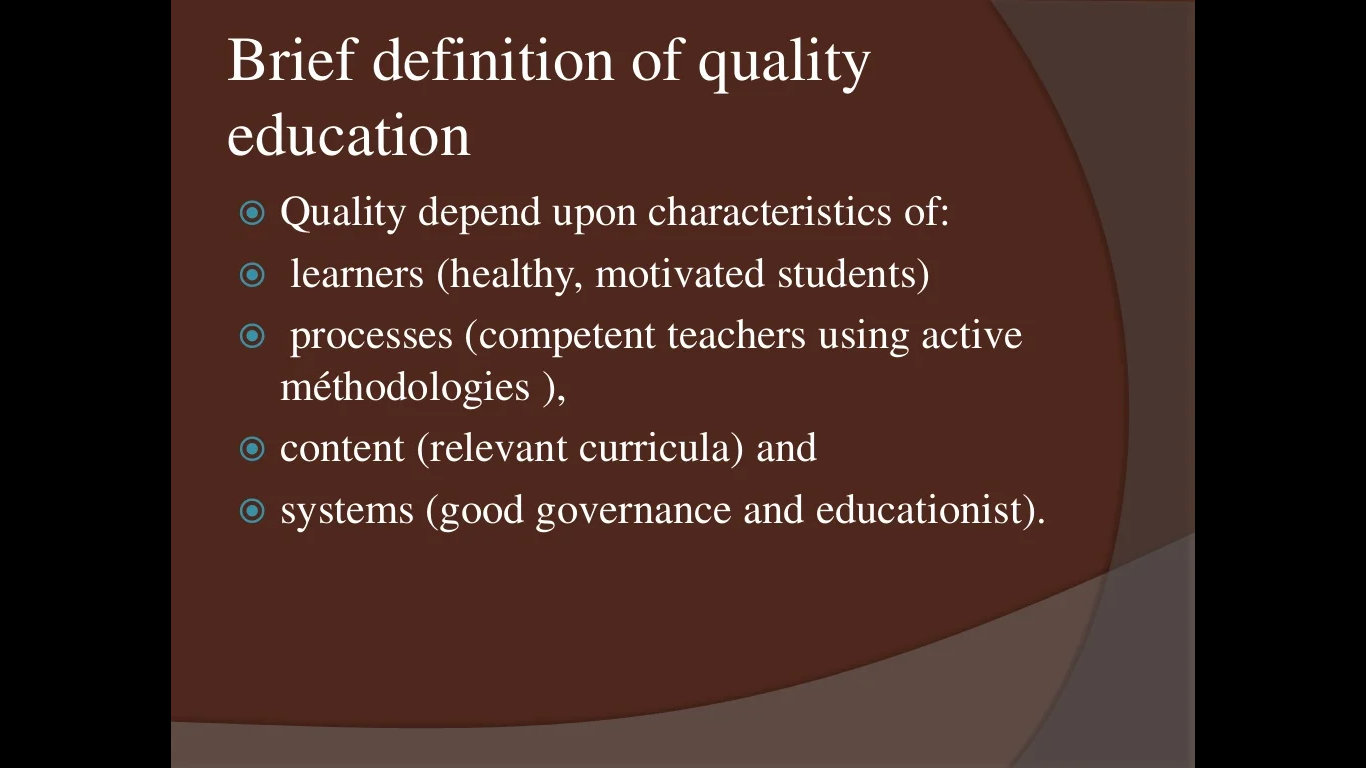 Brief definition of quality
education
Quality depend upon characteristics of:
learners (healthy, motivated students)
processes (competent teachers using active
méthodologies ),
content (relevant curricula) and
systems (good governance and educationist).